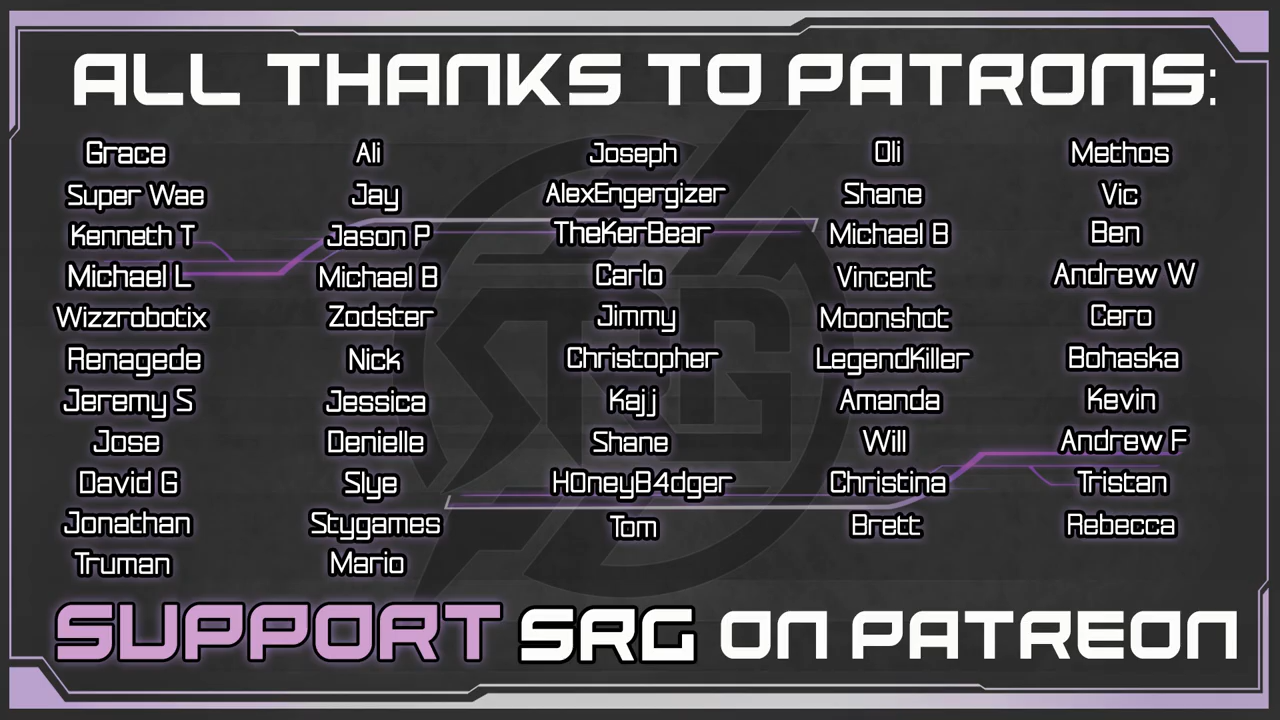 ALL THANKS TO PATRONS:
Grace Ali Joseph Oli Methos
Super Wae Jay AlexEngergizer Shane Vic
Kenneth T Jason P TheKerBear Michael B Ben
Michael L Michael B Carlo Vincent Andrew W
Wizzrobotix Zodster Jimmy Moonshot Cero
Renagede Nick Christopher LegendKiller Bohaska
Jeremy S Jessica Kajj Amanda Kevin
Jose Denielle Shane Will Andrew F
David G Slye H0neyB4dger Christina Tristan
Jonathan Stygames Tom Brett Rebecca
Truman Mario
SUPPORT SRG ON PATREON